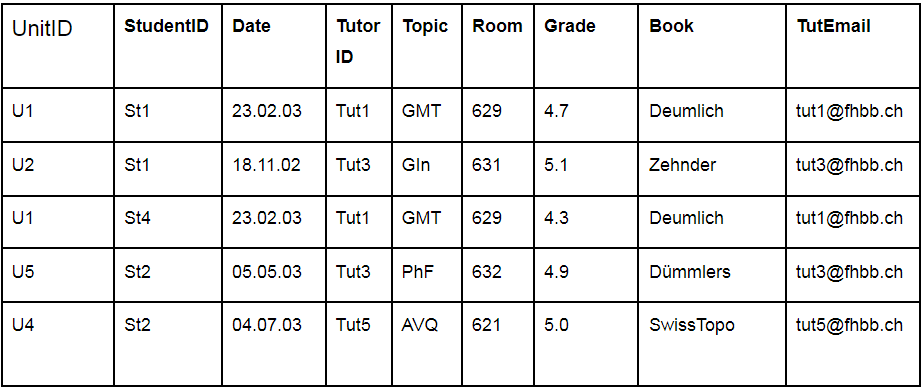 UnitID StudentID Date Tutor ID Topic Room Grade Book TutEmail
U1 St1 23.02.03 Tut1 GMT 629 4.7 Deumlich tut1@fhbb.ch
U2 St1 18.11.02 Tut3 GIn 631 5.1 Zehnder tut3@fhbb.ch
U1 St4 23.02.03 Tut1 GMT 629 4.3 Deumlich tut1@fhbb.ch
U5 St2 05.05.03 Tut3 PhF 632 4.9 Dümmlers tut3@fhbb.ch
U4 St2 04.07.03 Tut5 AVQ 621 5.0 SwissTopo tut5@fhbb.ch